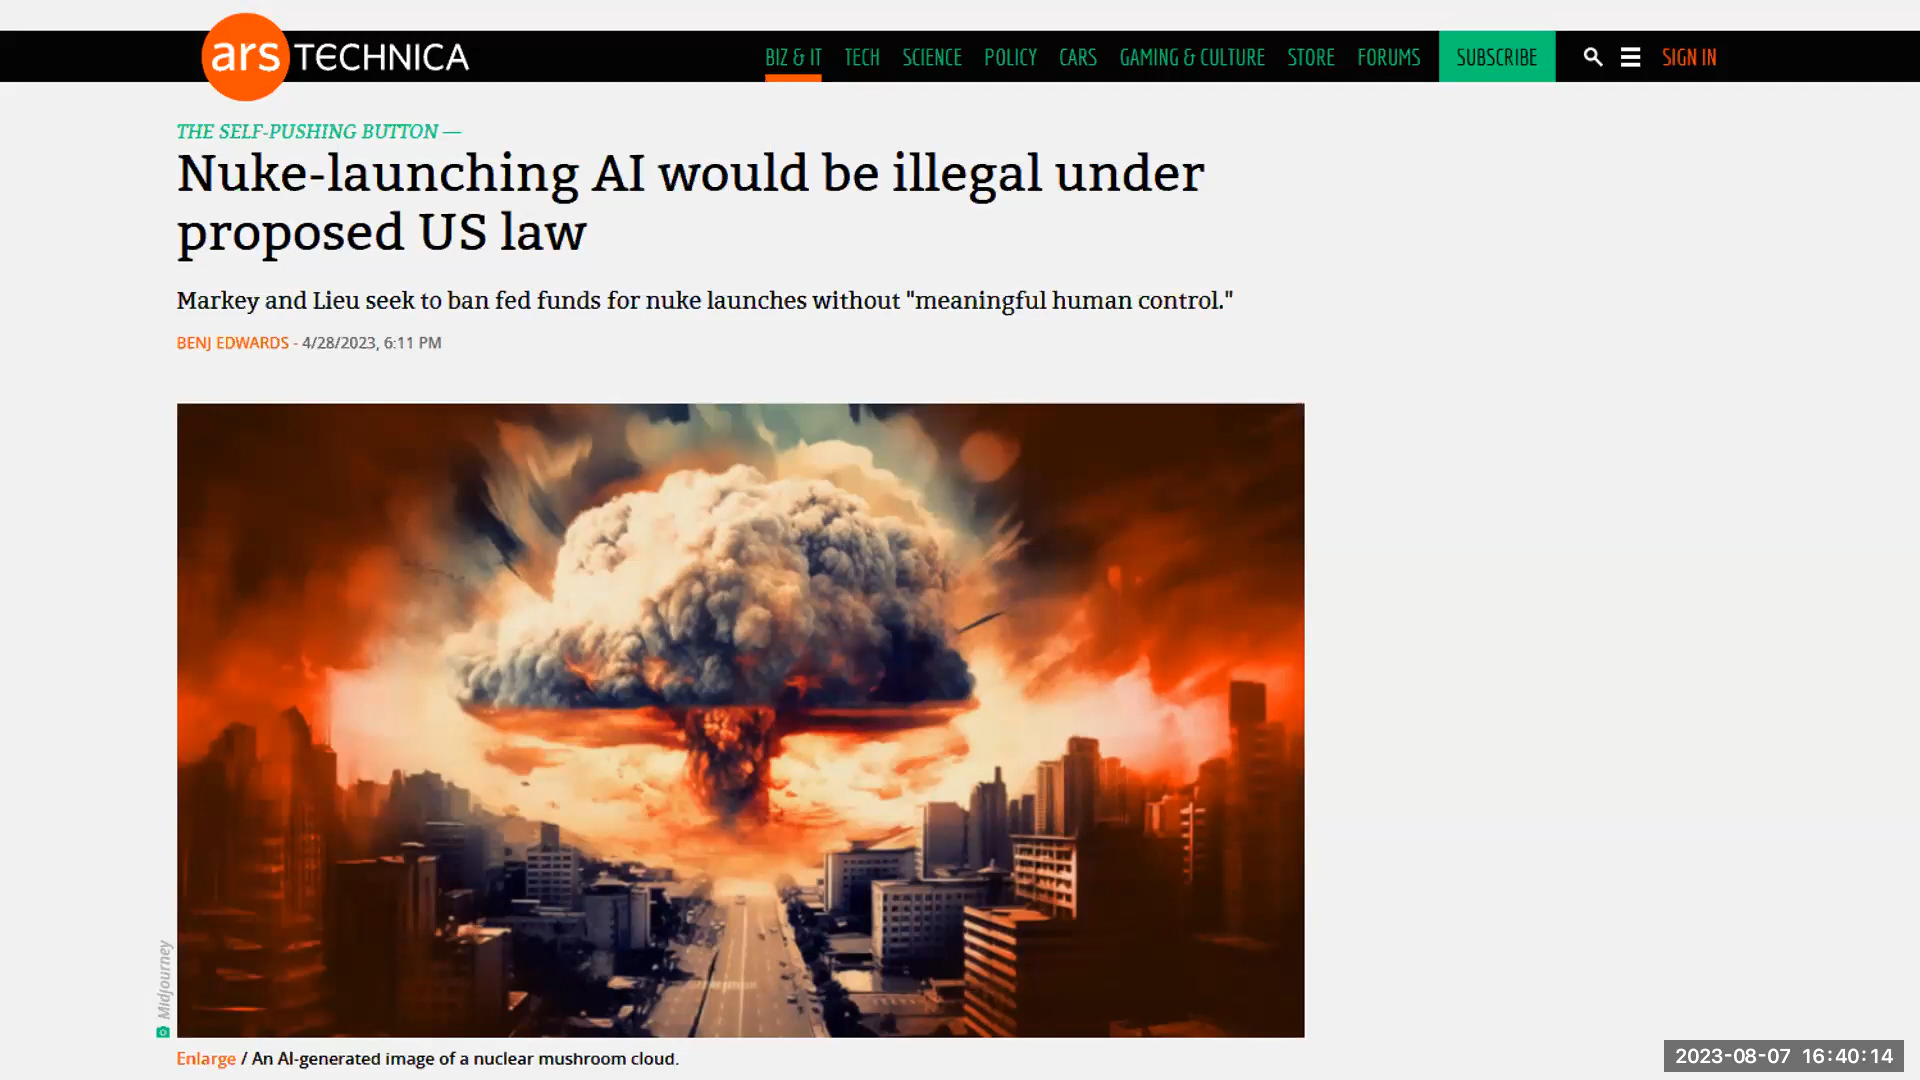 ars TECHNICA
BIZ & IT TECH SCIENCE POLICY CARS GAMING & CULTURE STORE FORUMS SUBSCRIBE SIGN IN
THE SELF-PUSHING BUTTON —
Nuke-launching AI would be illegal under
proposed US law
Markey and Lieu seek to ban fed funds for nuke launches without "meaningful human control."
BENJ EDWARDS - 4/28/2023, 6:11 PM
Midjourney
Enlarge / An AI-generated image of a nuclear mushroom cloud.
2023-08-07 16:40:14